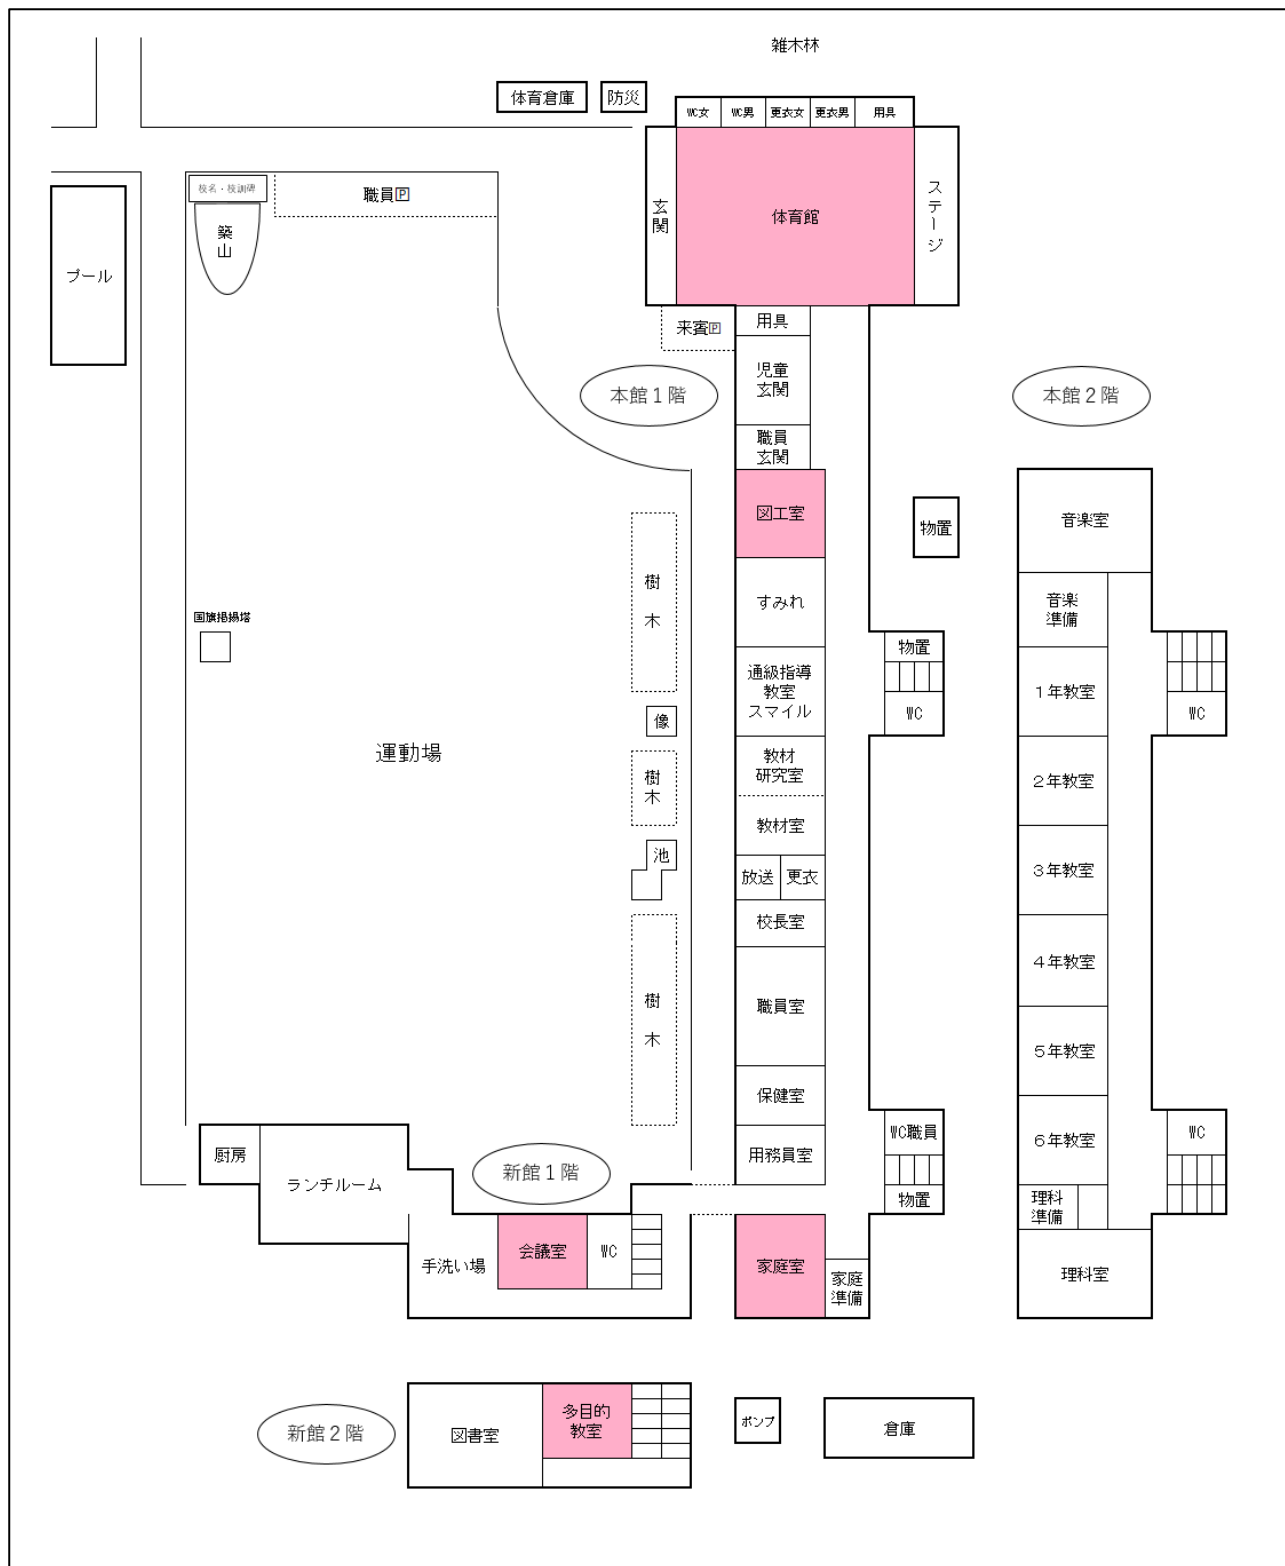 雑木林
体育倉庫
防災
WC女
WC男
更衣女
更衣男
用具
校名・校訓碑
職員🄿
築
山
プール
玄
関
体育館
ス
テ
ー
ジ
来賓🄿
用具
児童
玄関
本館１階
本館２階
職員
玄関
図工室
物置
音楽室
樹
木
すみれ
音楽
準備
国旗掲揚塔
物置
通級指導
教室
スマイル
WC
１年教室
WC
像
運動場
樹
木
教材
研究室
２年教室
教材室
池
放送
更衣
３年教室
校長室
４年教室
樹
木
職員室
５年教室
保健室
WC職員
WC
厨房
ランチルーム
新館１階
用務員室
６年教室
物置
理科
準備
手洗い場
会議室
WC
家庭室
家庭
準備
理科室
新館２階
図書室
多目的
教室
ポンプ
倉庫